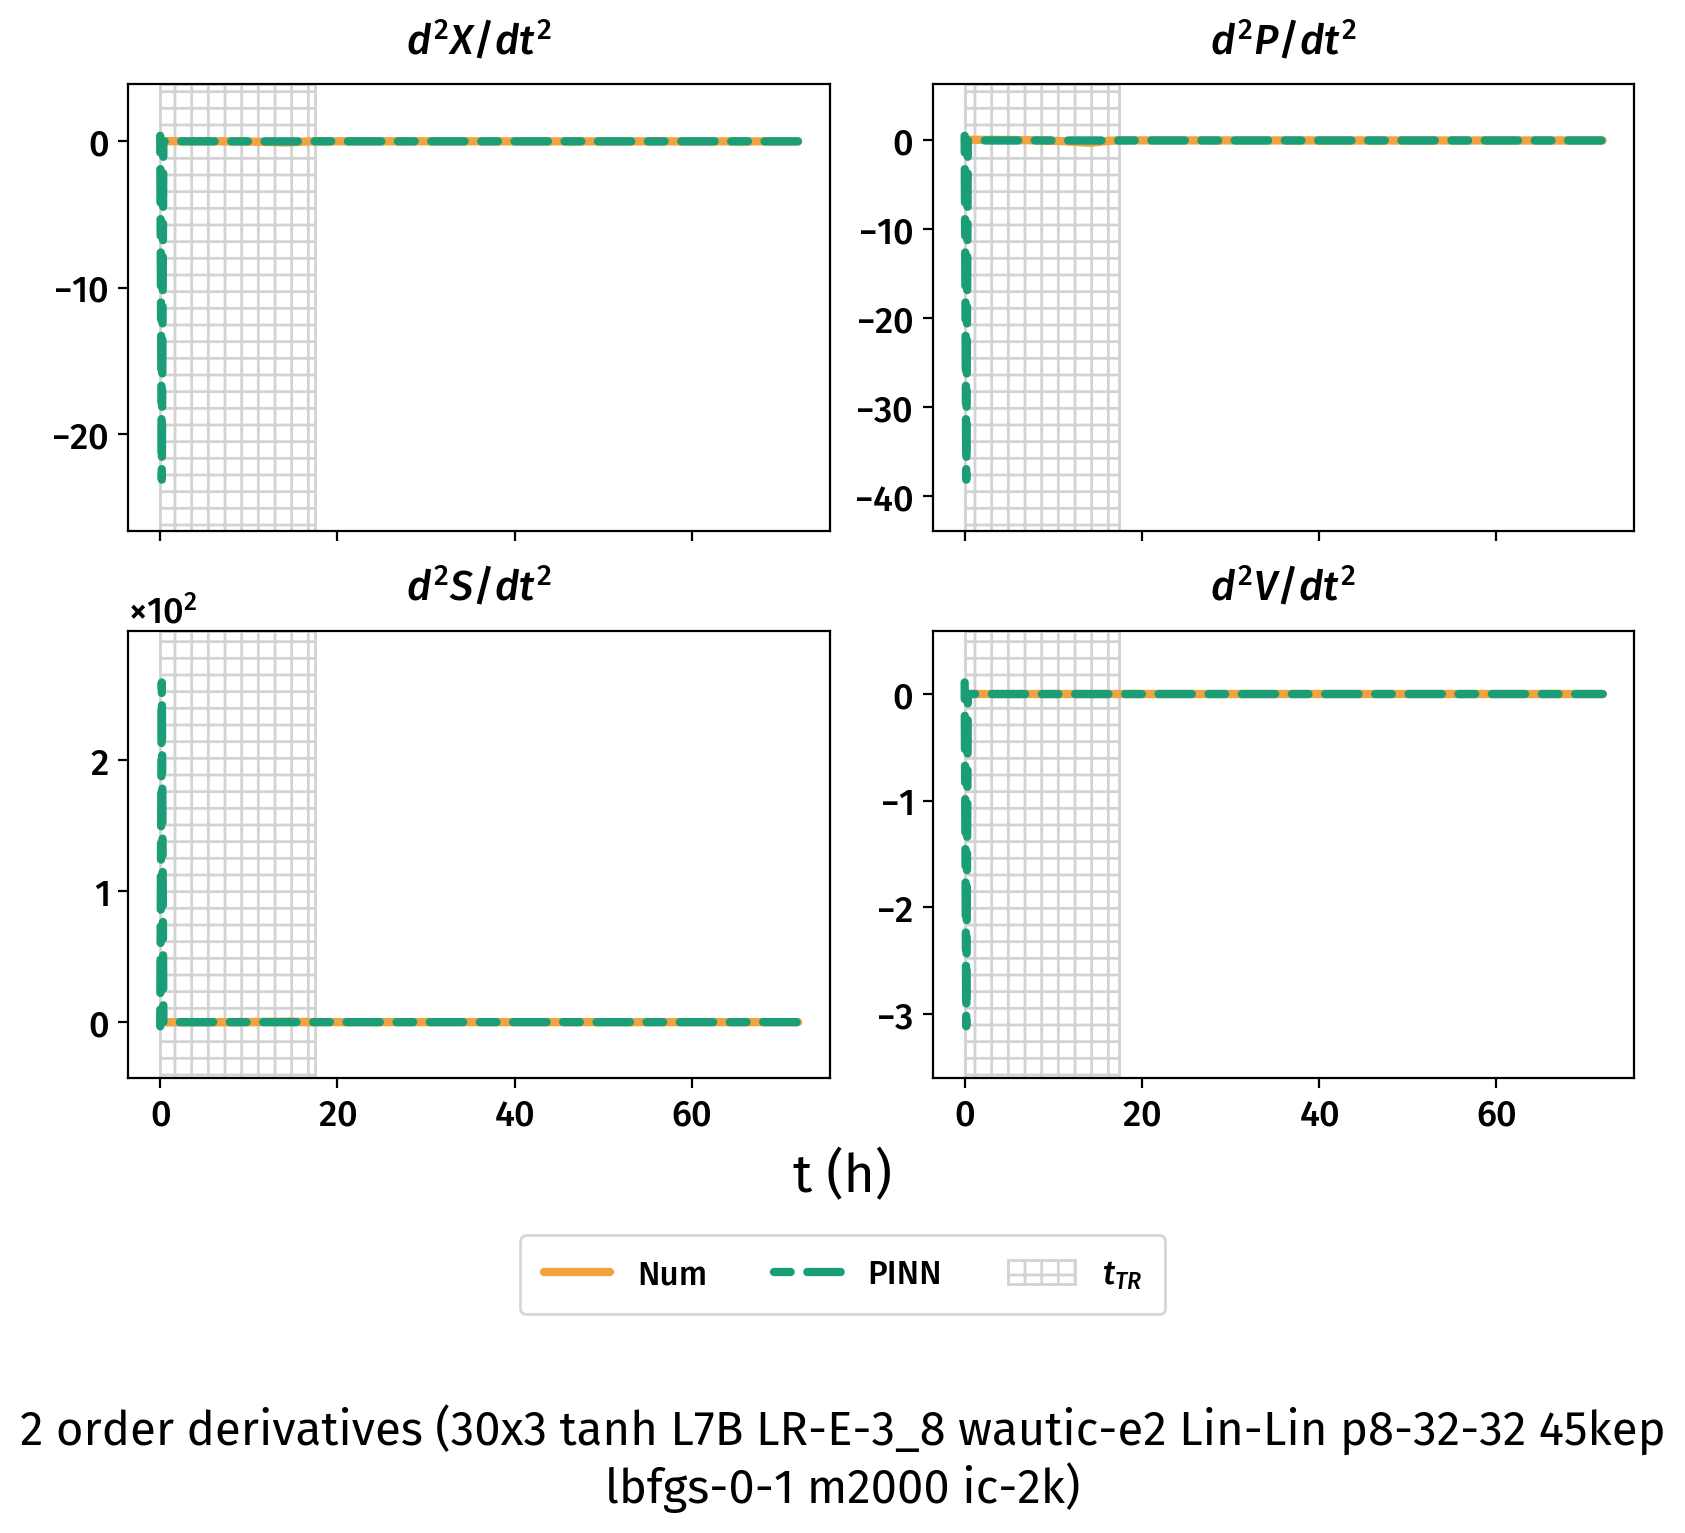 d²X/dt²
d²P/dt²
0
−10
−20
0
−10
−20
−30
−40
d²S/dt²
d²V/dt²
×10²
2
1
0
0
−1
−2
−3
0 20 40 60
0 20 40 60
t (h)
Num PINN t_TR
2 order derivatives (30x3 tanh L7B LR-E-3_8 wautic-e2 Lin-Lin p8-32-32 45kep
lbfgs-0-1 m2000 ic-2k)